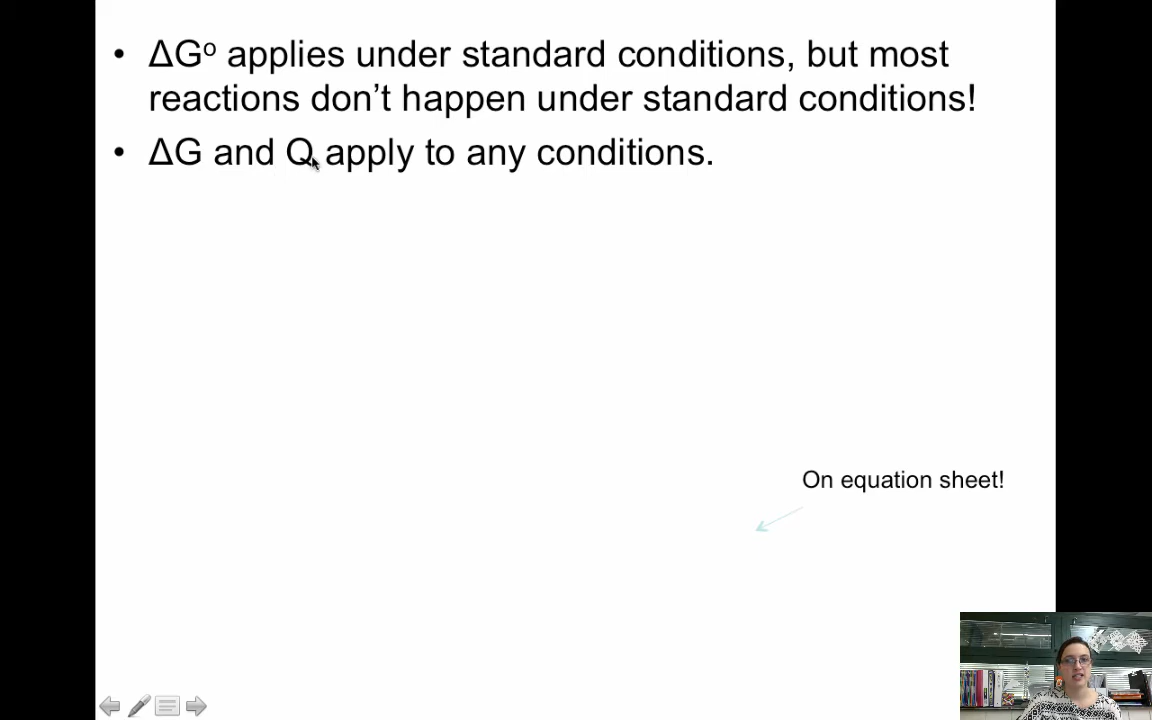 • ΔGº applies under standard conditions, but most
reactions don’t happen under standard conditions!
• ΔG and Q apply to any conditions.
On equation sheet!